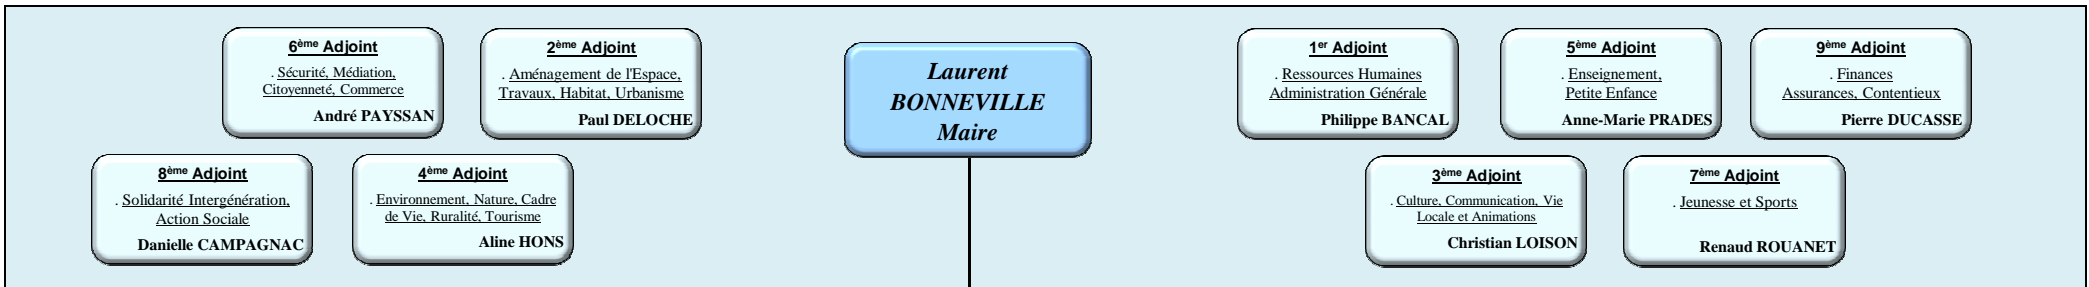 6ème Adjoint
. Sécurité, Médiation,
Citoyenneté, Commerce
André PAYSSAN
2ème Adjoint
. Aménagement de l'Espace,
Travaux, Habitat, Urbanisme
Paul DELOCHE
Laurent
BONNEVILLE
Maire
1er Adjoint
. Ressources Humaines
Administration Générale
Philippe BANCAL
5ème Adjoint
. Enseignement,
Petite Enfance
Anne-Marie PRADES
9ème Adjoint
. Finances
Assurances, Contentieux
Pierre DUCASSE
8ème Adjoint
. Solidarité Intergénération,
Action Sociale
Danielle CAMPAGNAC
4ème Adjoint
. Environnement, Nature, Cadre
de Vie, Ruralité, Tourisme
Aline HONS
3ème Adjoint
. Culture, Communication, Vie
Locale et Animations
Christian LOISON
7ème Adjoint
. Jeunesse et Sports
Renaud ROUANET